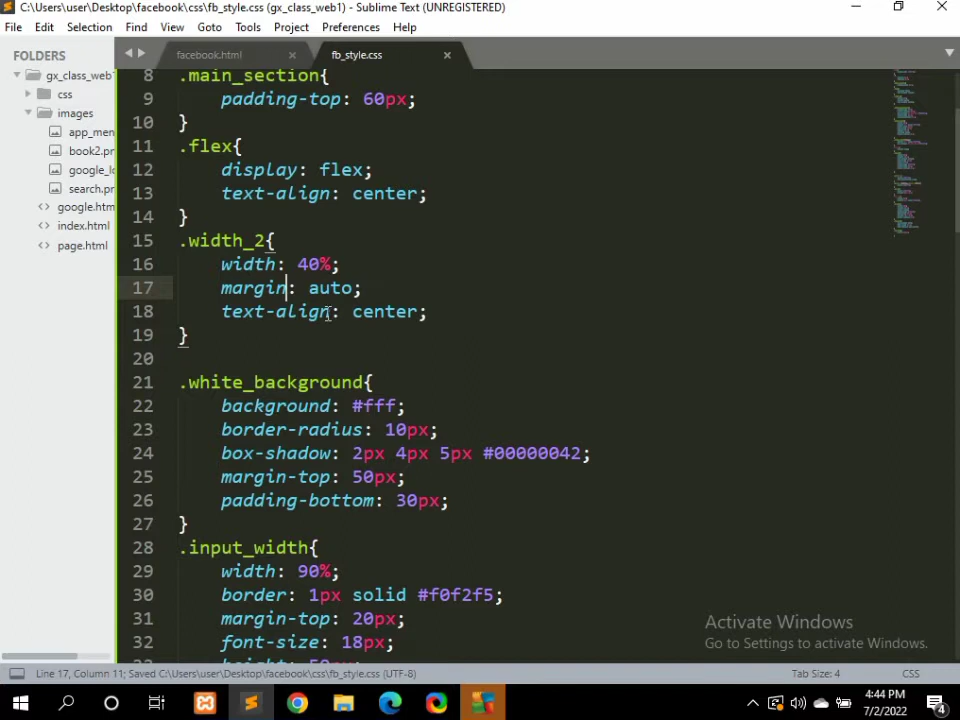 C:\Users\user\Desktop\facebook\css\fb_style.css (gx_class_web1) - Sublime Text (UNREGISTERED)
File Edit Selection Find View Goto Tools Project Preferences Help
FOLDERS
gx_class_web1
css
images
app_men
book2.pr
google_lo
search.pn
google.htm
index.html
page.html
facebook.html
fb_style.css
8 .main_section{
9 padding-top: 60px;
10 }
11 .flex{
12 display: flex;
13 text-align: center;
14 }
15 .width_2{
16 width: 40%;
17 margin: auto;
18 text-align: center;
19 }
20
21 .white_background{
22 background: #fff;
23 border-radius: 10px;
24 box-shadow: 2px 4px 5px #00000042;
25 margin-top: 50px;
26 padding-bottom: 30px;
27 }
28 .input_width{
29 width: 90%;
30 border: 1px solid #f0f2f5;
31 margin-top: 20px;
32 font-size: 18px;
Activate Windows
Go to Settings to activate Windows.
Line 17, Column 11; Saved C:\Users\user\Desktop\facebook\css\fb_style.css (UTF-8)
Tab Size: 4
CSS
4:44 PM
7/2/2022
4